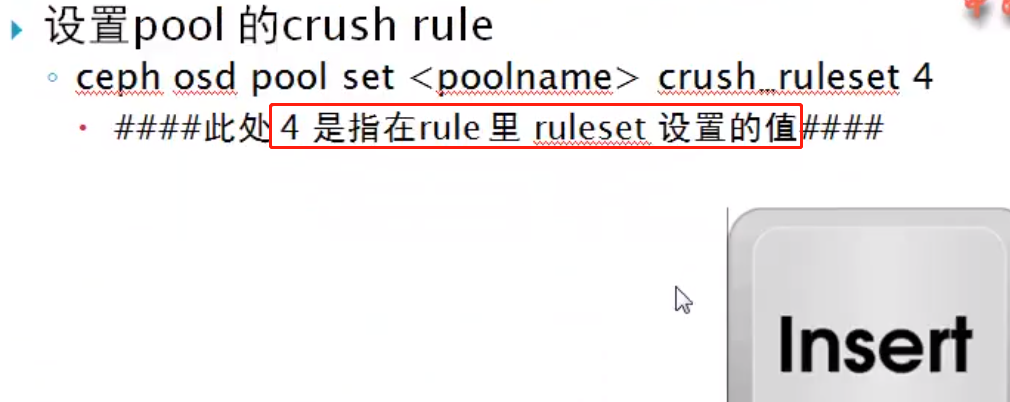 设置pool 的crush rule
ceph osd pool set <poolname> crush_ruleset 4
####此处 4 是指在rule 里 ruleset 设置的值####
Insert